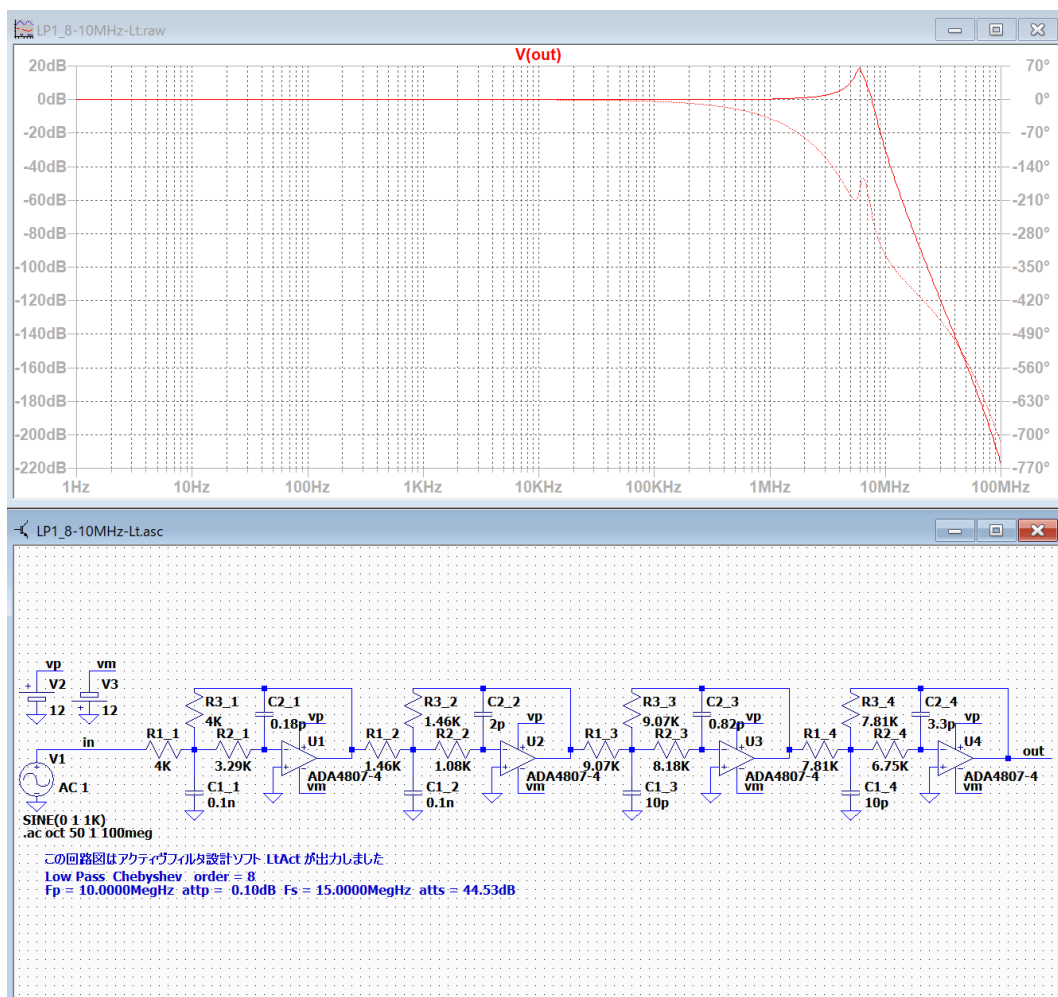 LP1_8-10MHz-Lt.raw
V(out)
20dB
0dB
-20dB
-40dB
-60dB
-80dB
-100dB
-120dB
-140dB
-160dB
-180dB
-200dB
-220dB
70°
0°
-70°
-140°
-210°
-280°
-350°
-420°
-490°
-560°
-630°
-700°
-770°
1Hz 10Hz 100Hz 1KHz 10KHz 100KHz 1MHz 10MHz 100MHz
LP1_8-10MHz-Lt.asc
vp vm
V2 V3
12 12
in
V1
AC 1
SINE(0 1 1K)
.ac oct 50 1 100meg
R1_1
4K
R3_1
4K
R2_1
3.29K
C2_1
0.18p
C1_1
0.1n
vp
U1
ADA4807-4
vm
R1_2
1.46K
R3_2
1.46K
R2_2
1.08K
C2_2
2p
C1_2
0.1n
vp
U2
ADA4807-4
vm
R1_3
9.07K
R3_3
9.07K
R2_3
8.18K
C2_3
0.82p
C1_3
10p
vp
U3
ADA4807-4
vm
R1_4
7.81K
R3_4
7.81K
R2_4
6.75K
C2_4
3.3p
C1_4
10p
vp
U4
ADA4807-4
vm
out
この回路図はアクティヴフィルタ設計ソフト LtAct が出力しました
Low Pass Chebyshev order = 8
Fp = 10.0000MegHz attp = 0.10dB Fs = 15.0000MegHz atts = 44.53dB